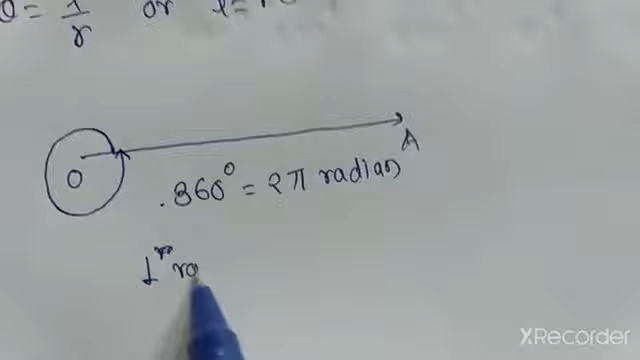 θ = l/r or l = r
A
O
.360° = 2π radian
1 ra
XRecorder